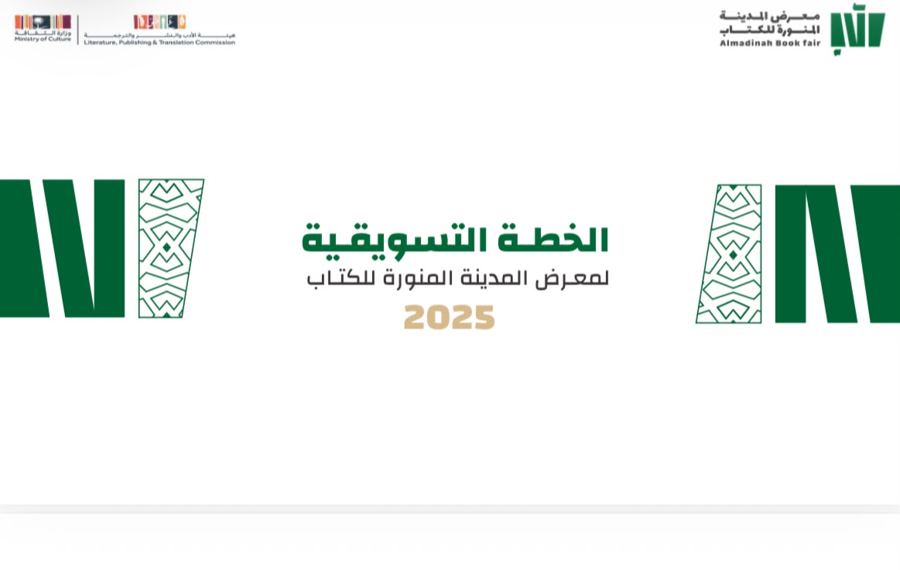 وزارة الثقافة
Ministry of Culture
هيئة الأدب والنشر والترجمة
Literature, Publishing & Translation Commission
معرض المدينة
المنورة للكتاب
Almadinah Book fair
الخطة التسويقية
لمعرض المدينة المنورة للكتاب
2025